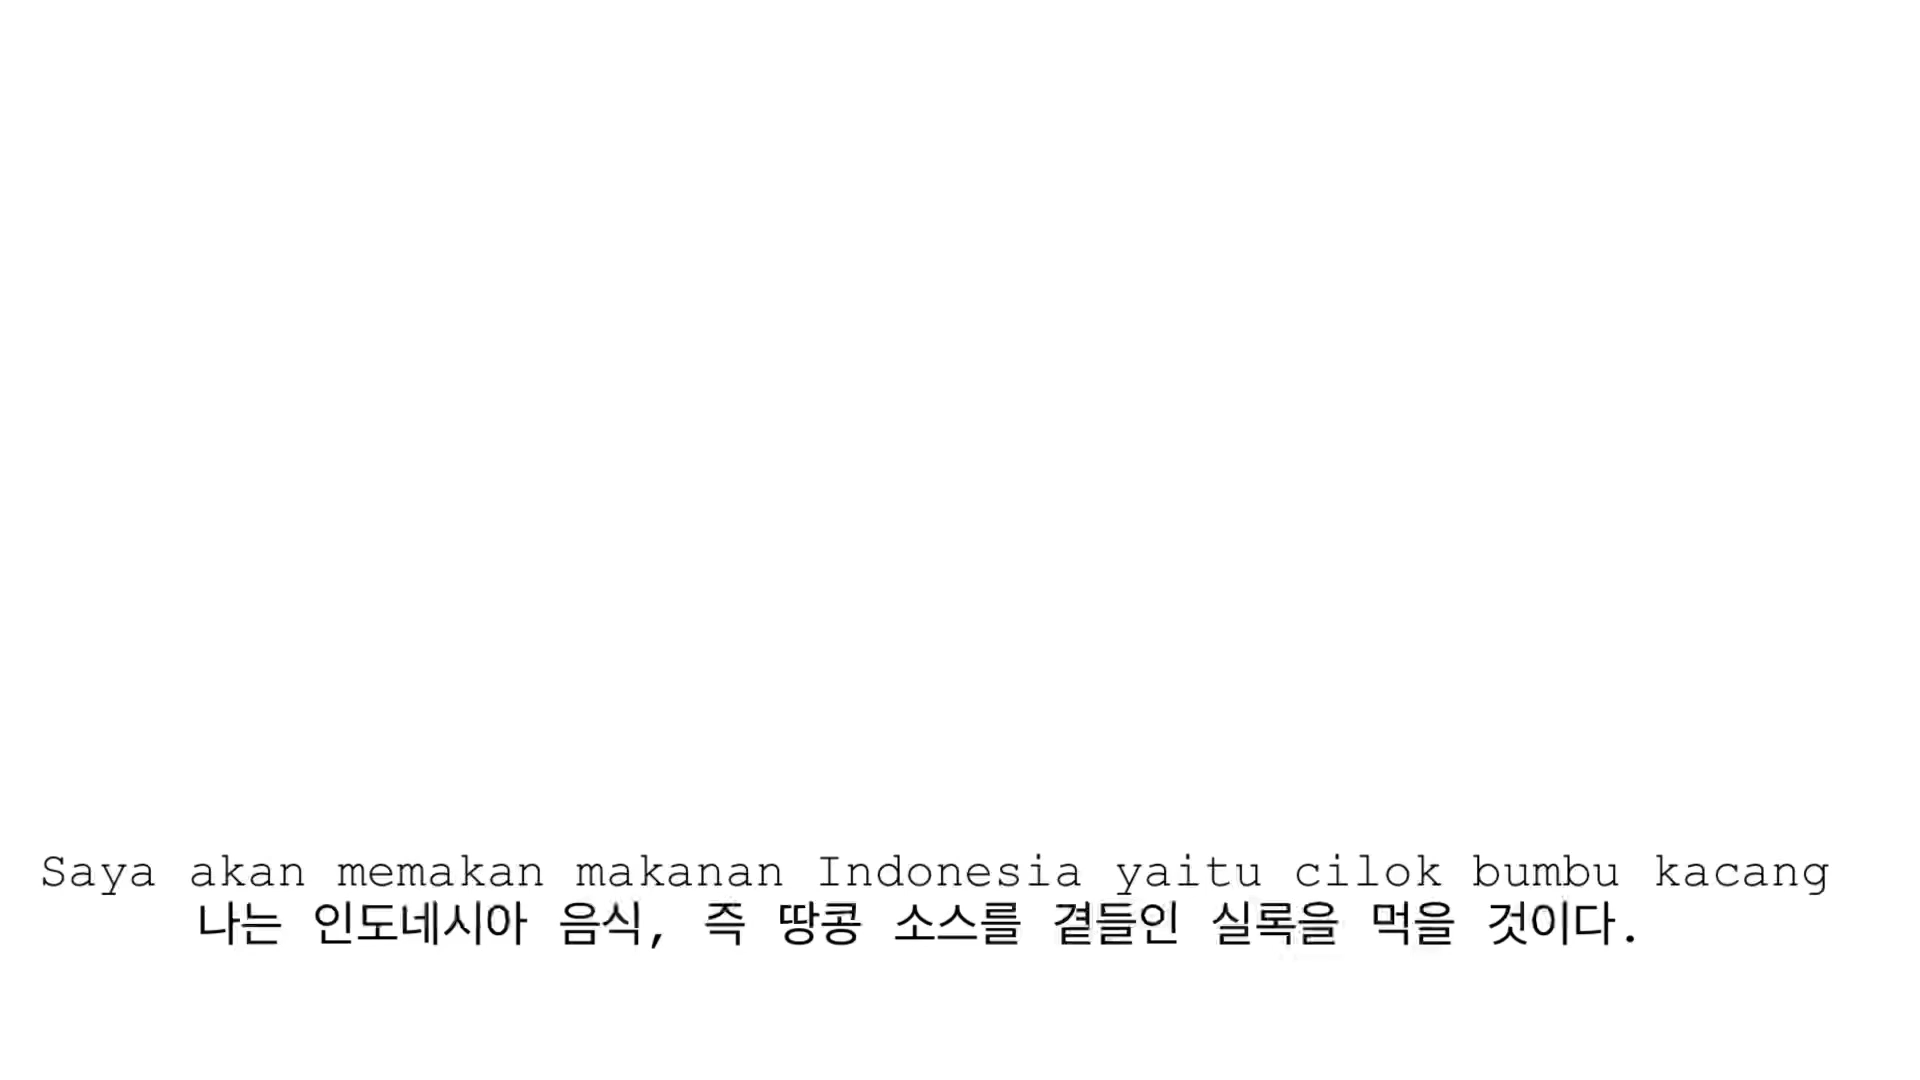 Saya akan memakan makanan Indonesia yaitu cilok bumbu kacang
나는 인도네시아 음식, 즉 땅콩 소스를 곁들인 실록을 먹을 것이다.